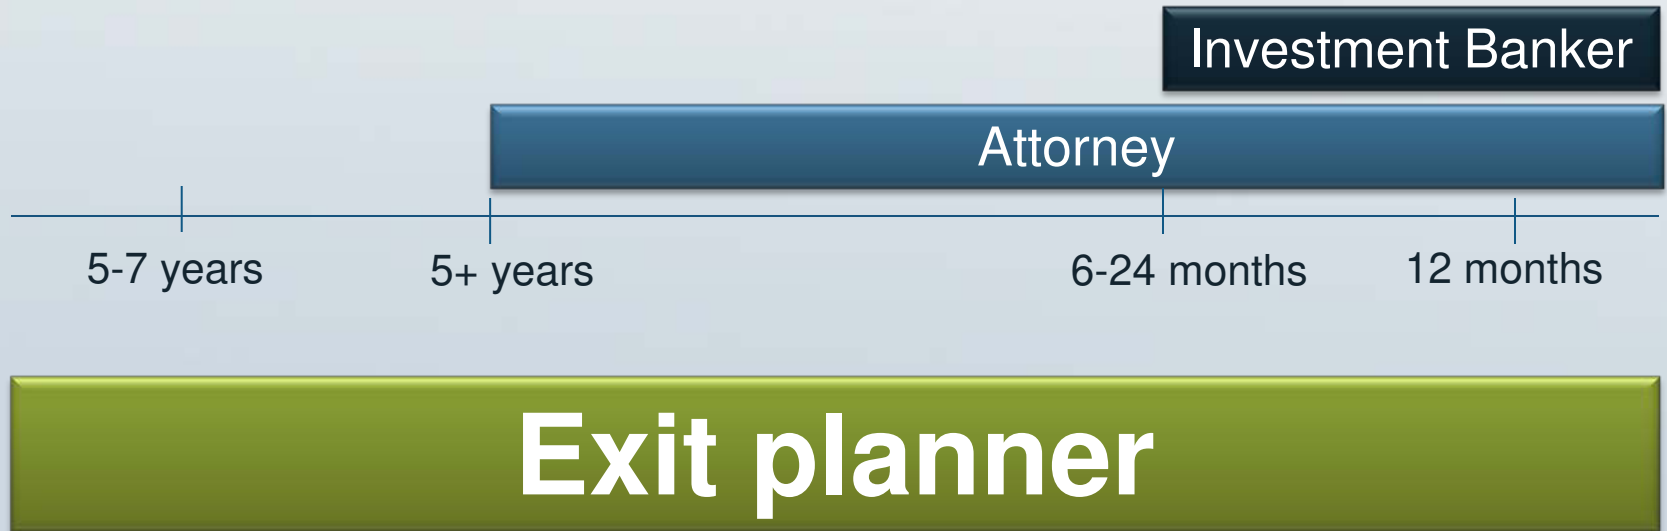 Investment Banker
Attorney
5-7 years
5+ years
6-24 months
12 months
Exit planner